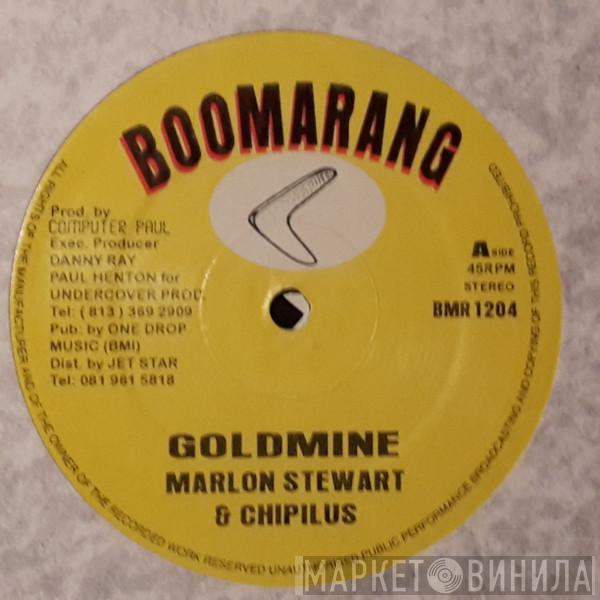 BOOMARANG
Prod. by
COMPUTER PAUL
Exec. Producer
DANNY RAY
PAUL HENTON for
UNDERCOVER PROD.
Tel: (813) 369 2909
Pub: by ONE DROP
MUSIC (BMI)
Dist. by JET STAR
Tel: 081 961 5818
A SIDE
45RPM
STEREO
BMR 1204
GOLDMINE
MARLON STEWART
& CHIPILUS
ALL RIGHTS OF THE MANUFACTURER AND OF THE OWNER OF THE RECORDED WORK RESERVED UNAUTHORISED PUBLIC PERFORMANCE BROADCASTING AND COPYING OF THIS RECORD PROHIBITED
МАРКЕТ ВИНИЛА